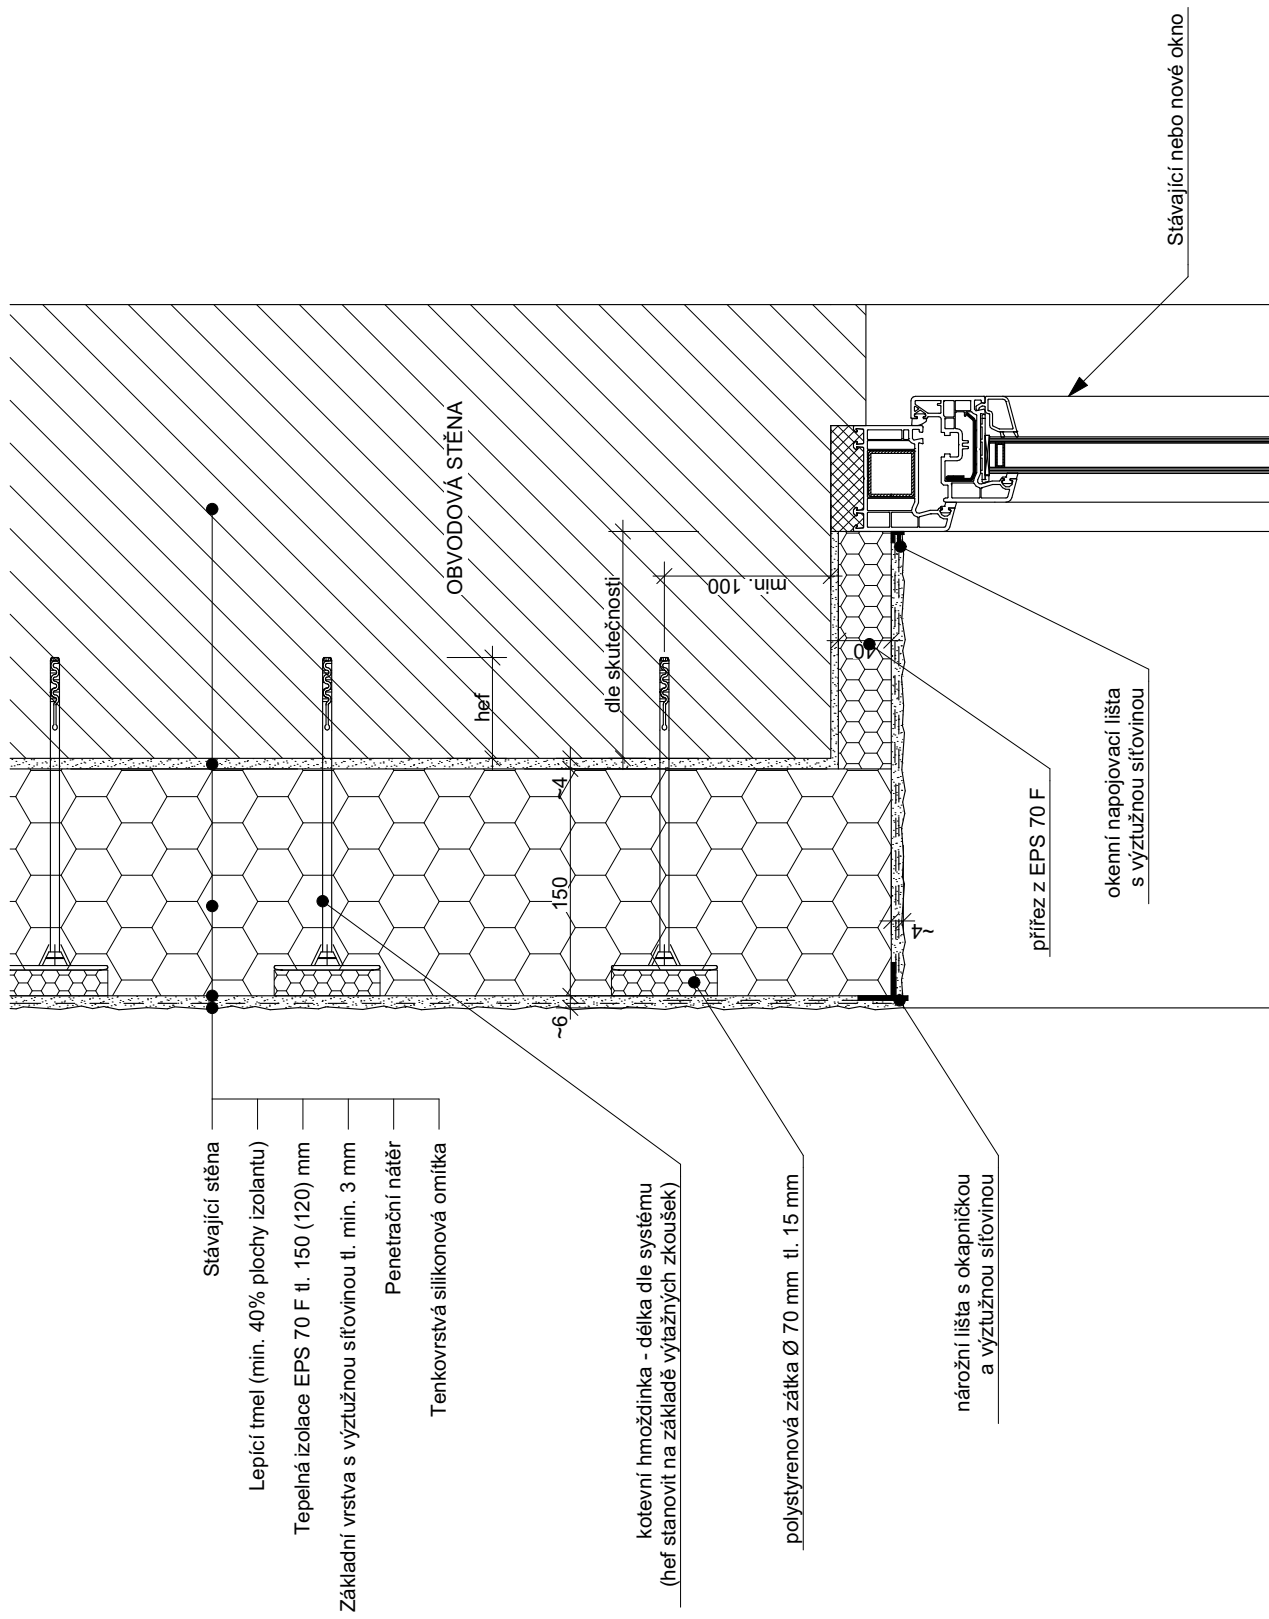 Stávající stěna
Lepící tmel (min. 40% plochy izolantu)
Tepelná izolace EPS 70 F tl. 150 (120) mm
Základní vrstva s výztužnou síťovinou tl. min. 3 mm
Penetrační nátěr
Tenkovrstvá silikonová omítka
kotevní hmoždinka - délka dle systému
(hef stanovit na základě výtažných zkoušek)
polystyrenová zátka Ø 70 mm tl. 15 mm
nárožní lišta s okapničkou
a výztužnou síťovinou
~6
150
~4
~4
hef
dle skutečnosti
OBVODOVÁ STĚNA
min. 100
40
přířez z EPS 70 F
okenní napojovací lišta
s výztužnou síťovinou
Stávající nebo nové okno